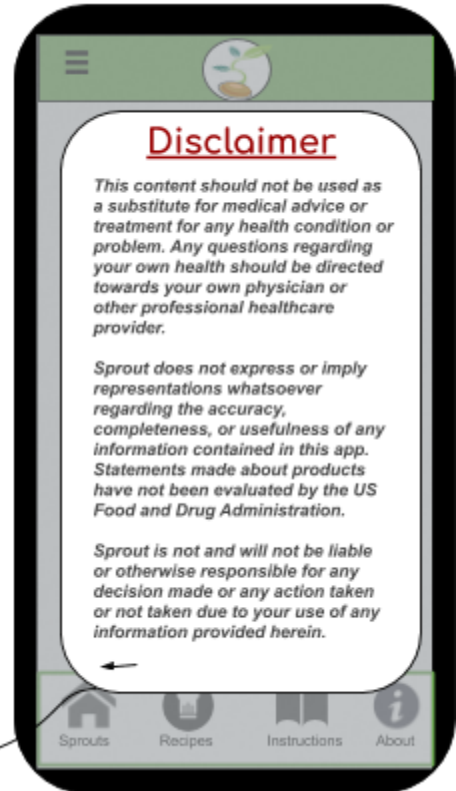 Disclaimer
This content should not be used as
a substitute for medical advice or
treatment for any health condition or
problem. Any questions regarding
your own health should be directed
towards your own physician or
other professional healthcare
provider.
Sprout does not express or imply
representations whatsoever
regarding the accuracy,
completeness, or usefulness of any
information contained in this app.
Statements made about products
have not been evaluated by the US
Food and Drug Administration.
Sprout is not and will not be liable
or otherwise responsible for any
decision made or any action taken
or not taken due to your use of any
information provided herein.
Sprouts Recipes Instructions About